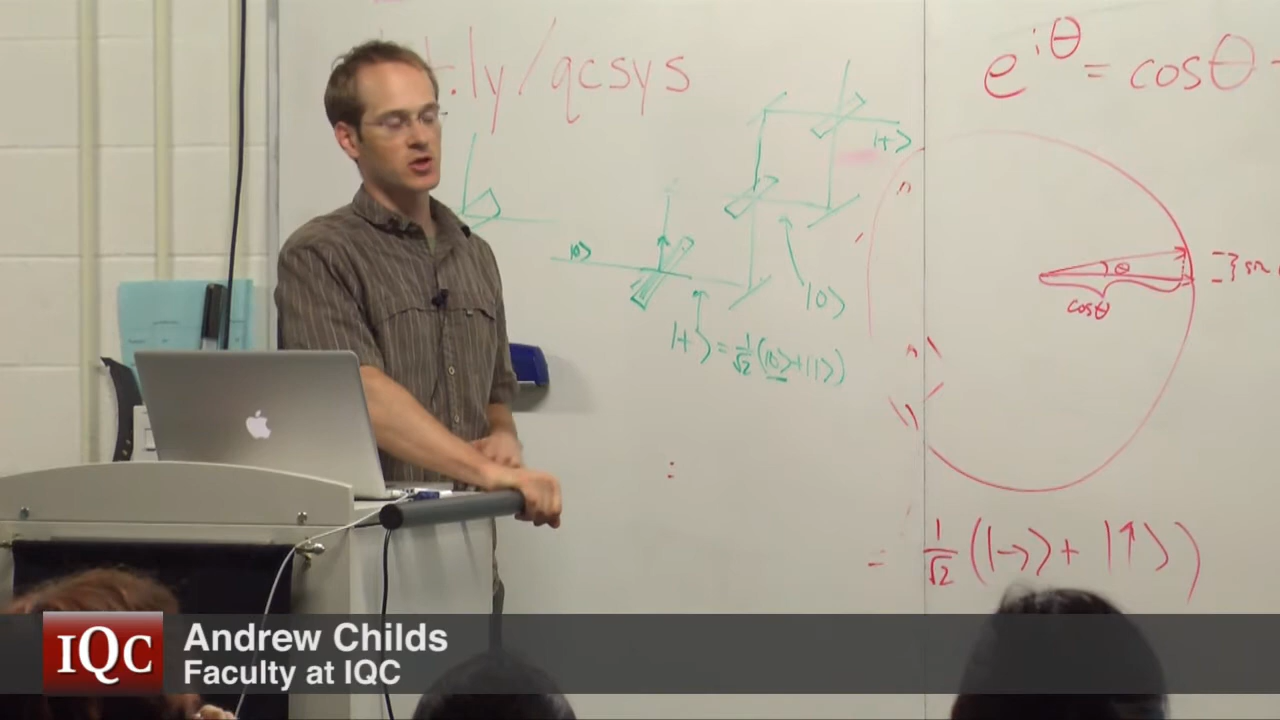 t.ly/qcsys
e^{iθ} = cosθ
|+⟩
|0⟩
θ
cosθ
|0⟩
|+⟩ = 1/√2 (|0⟩+|1⟩)
= 1/√2 (|→⟩ + |↑⟩)
IQC
Andrew Childs
Faculty at IQC